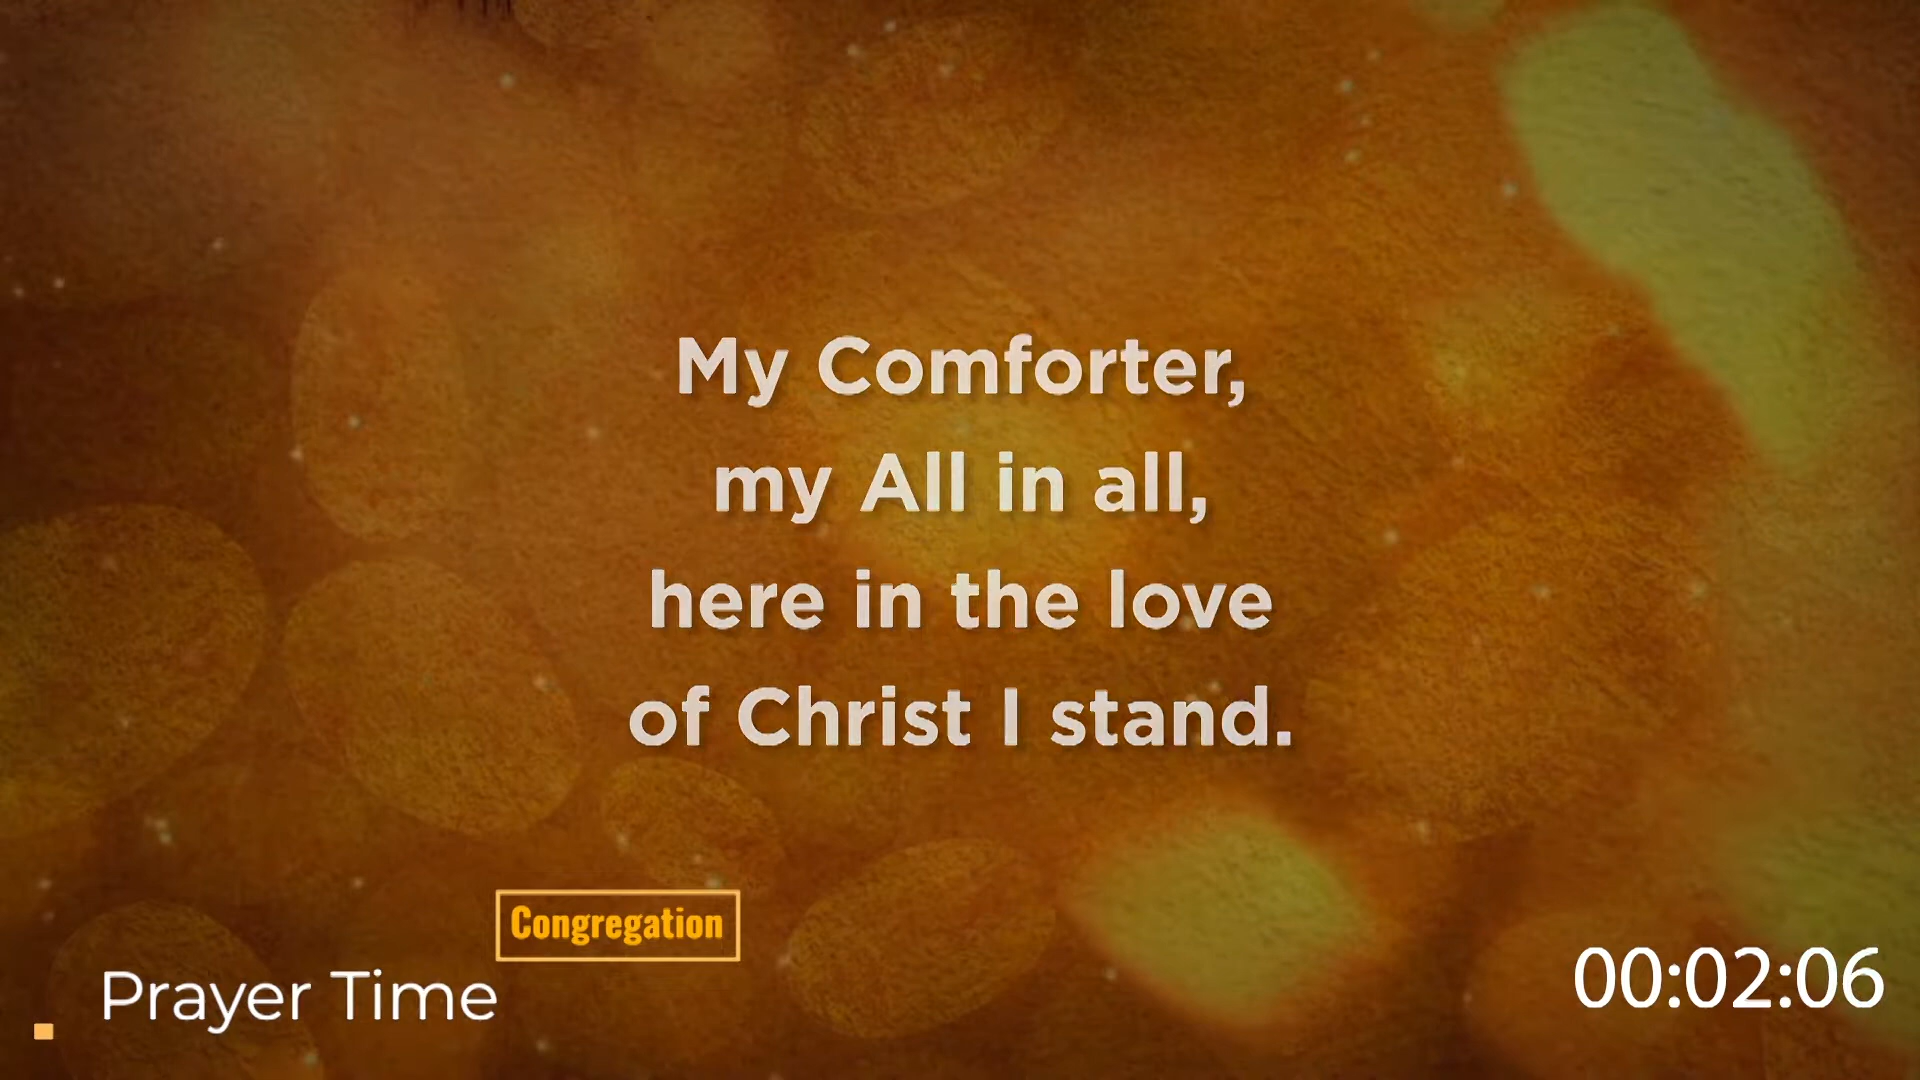 My Comforter,
my All in all,
here in the love
of Christ I stand.
Congregation
Prayer Time
00:02:06